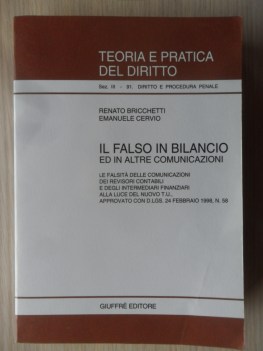 TEORIA E PRATICA
DEL DIRITTO
Sez. III - 91: DIRITTO E PROCEDURA PENALE
RENATO BRICCHETTI
EMANUELE CERVIO
IL FALSO IN BILANCIO
ED IN ALTRE COMUNICAZIONI
LE FALSITÀ DELLE COMUNICAZIONI
DEI REVISORI CONTABILI
E DEGLI INTERMEDIARI FINANZIARI
ALLA LUCE DEL NUOVO T.U.,
APPROVATO CON D.LGS. 24 FEBBRAIO 1998, N. 58
GIUFFRÈ EDITORE